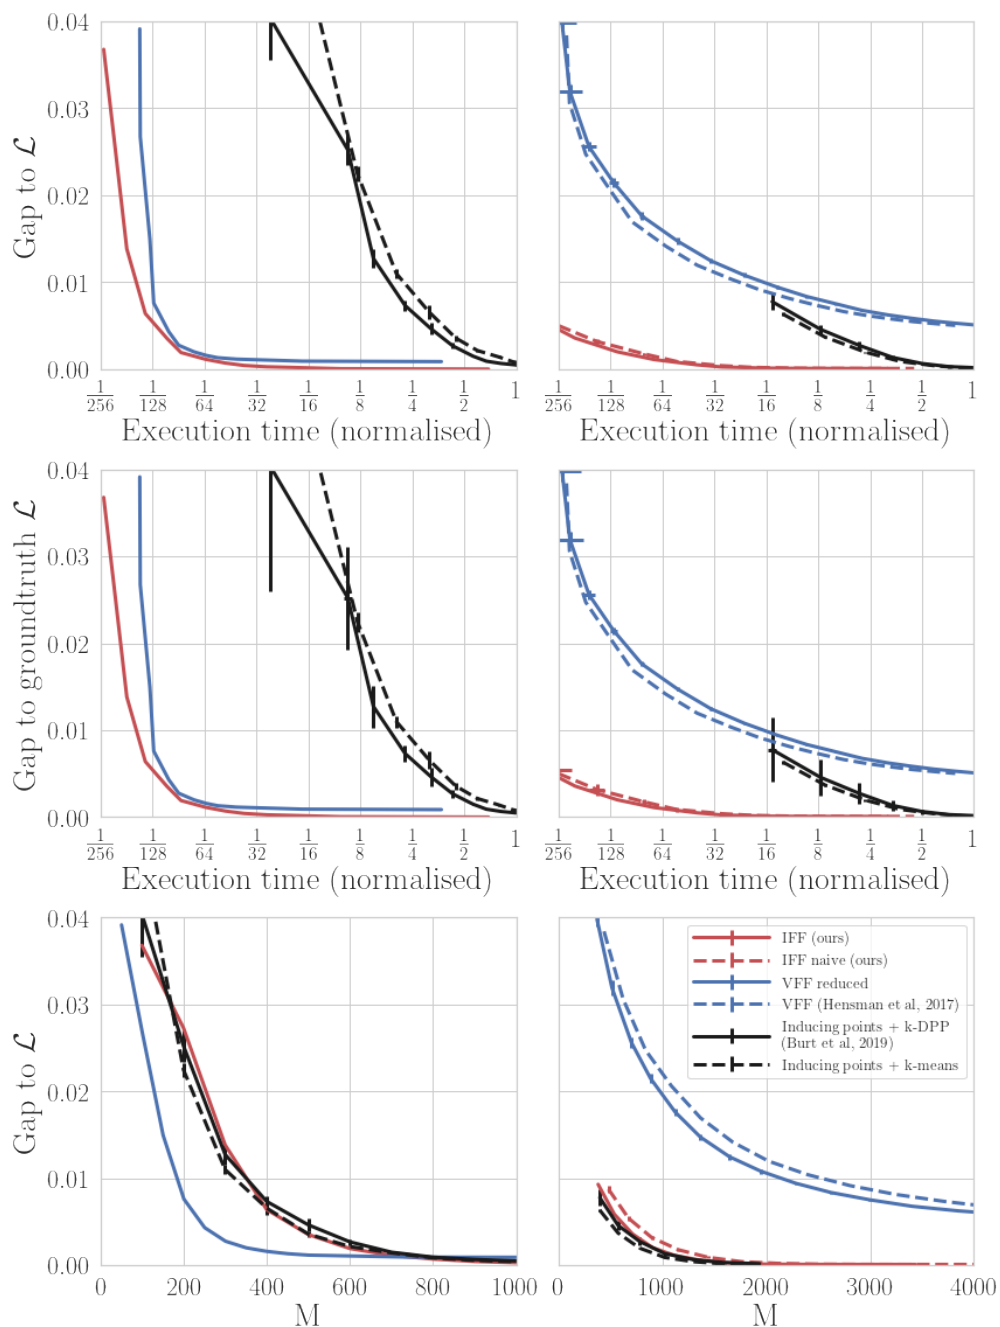 0.04
0.03
0.02
0.01
0.00
Gap to ℒ
1/256 1/128 1/64 1/32 1/16 1/8 1/4 1/2 1
Execution time (normalised)
1/256 1/128 1/64 1/32 1/16 1/8 1/4 1/2 1
Execution time (normalised)
0.04
0.03
0.02
0.01
0.00
Gap to groundtruth ℒ
1/256 1/128 1/64 1/32 1/16 1/8 1/4 1/2 1
Execution time (normalised)
1/256 1/128 1/64 1/32 1/16 1/8 1/4 1/2 1
Execution time (normalised)
0.04
0.03
0.02
0.01
0.00
Gap to ℒ
0 200 400 600 800 1000
M
IFF (ours)
IFF naive (ours)
VFF reduced
VFF (Hensman et al, 2017)
Inducing points + k-DPP
(Burt et al, 2019)
Inducing points + k-means
0 1000 2000 3000 4000
M